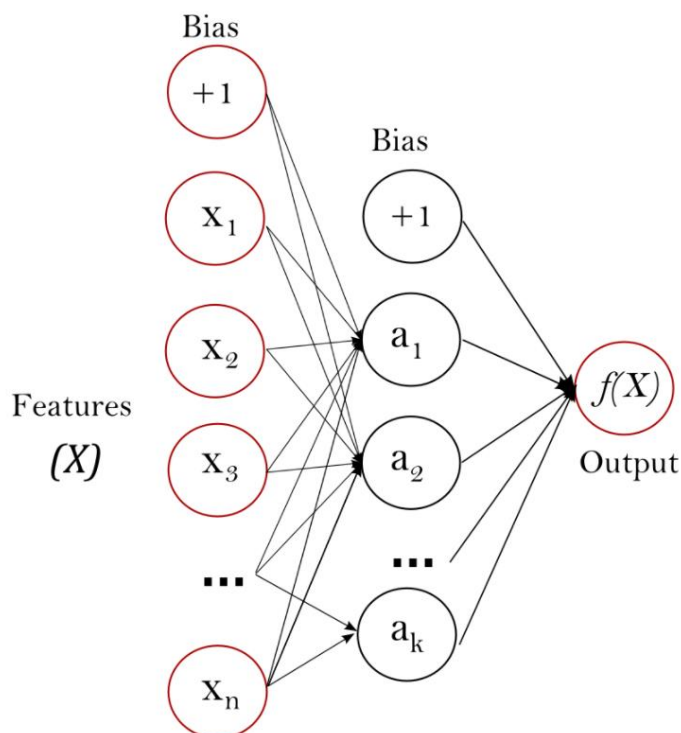 Bias
+1
Bias
x₁
+1
x₂
a₁
Features
(X)
f(X)
x₃
a₂
Output
...
...
aₖ
xₙ